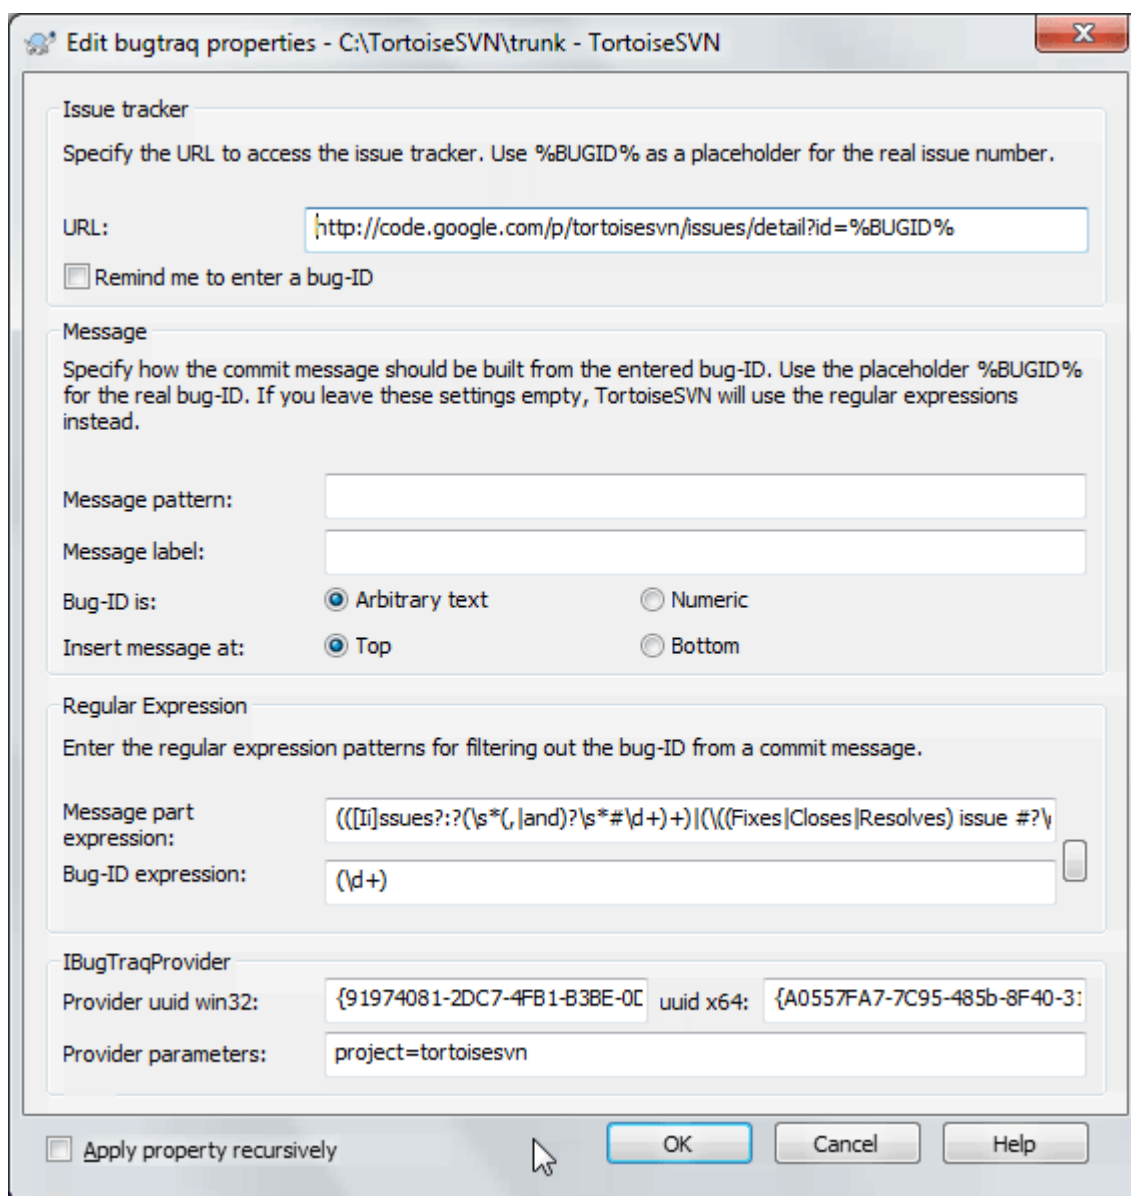 Edit bugtraq properties - C:\TortoiseSVN\trunk - TortoiseSVN
Issue tracker
Specify the URL to access the issue tracker. Use %BUGID% as a placeholder for the real issue number.
URL: http://code.google.com/p/tortoisesvn/issues/detail?id=%BUGID%
Remind me to enter a bug-ID
Message
Specify how the commit message should be built from the entered bug-ID. Use the placeholder %BUGID%
for the real bug-ID. If you leave these settings empty, TortoiseSVN will use the regular expressions
instead.
Message pattern:
Message label:
Bug-ID is: Arbitrary text Numeric
Insert message at: Top Bottom
Regular Expression
Enter the regular expression patterns for filtering out the bug-ID from a commit message.
Message part
expression:
(([Ii]ssues?:?(\s*(,|and)?\s*#\d+)+)|(\((Fixes|Closes|Resolves) issue #?\
Bug-ID expression: (\d+)
IBugTraqProvider
Provider uuid win32: {91974081-2DC7-4FB1-B3BE-0D uuid x64: {A0557FA7-7C95-485b-8F40-31
Provider parameters: project=tortoisesvn
Apply property recursively OK Cancel Help